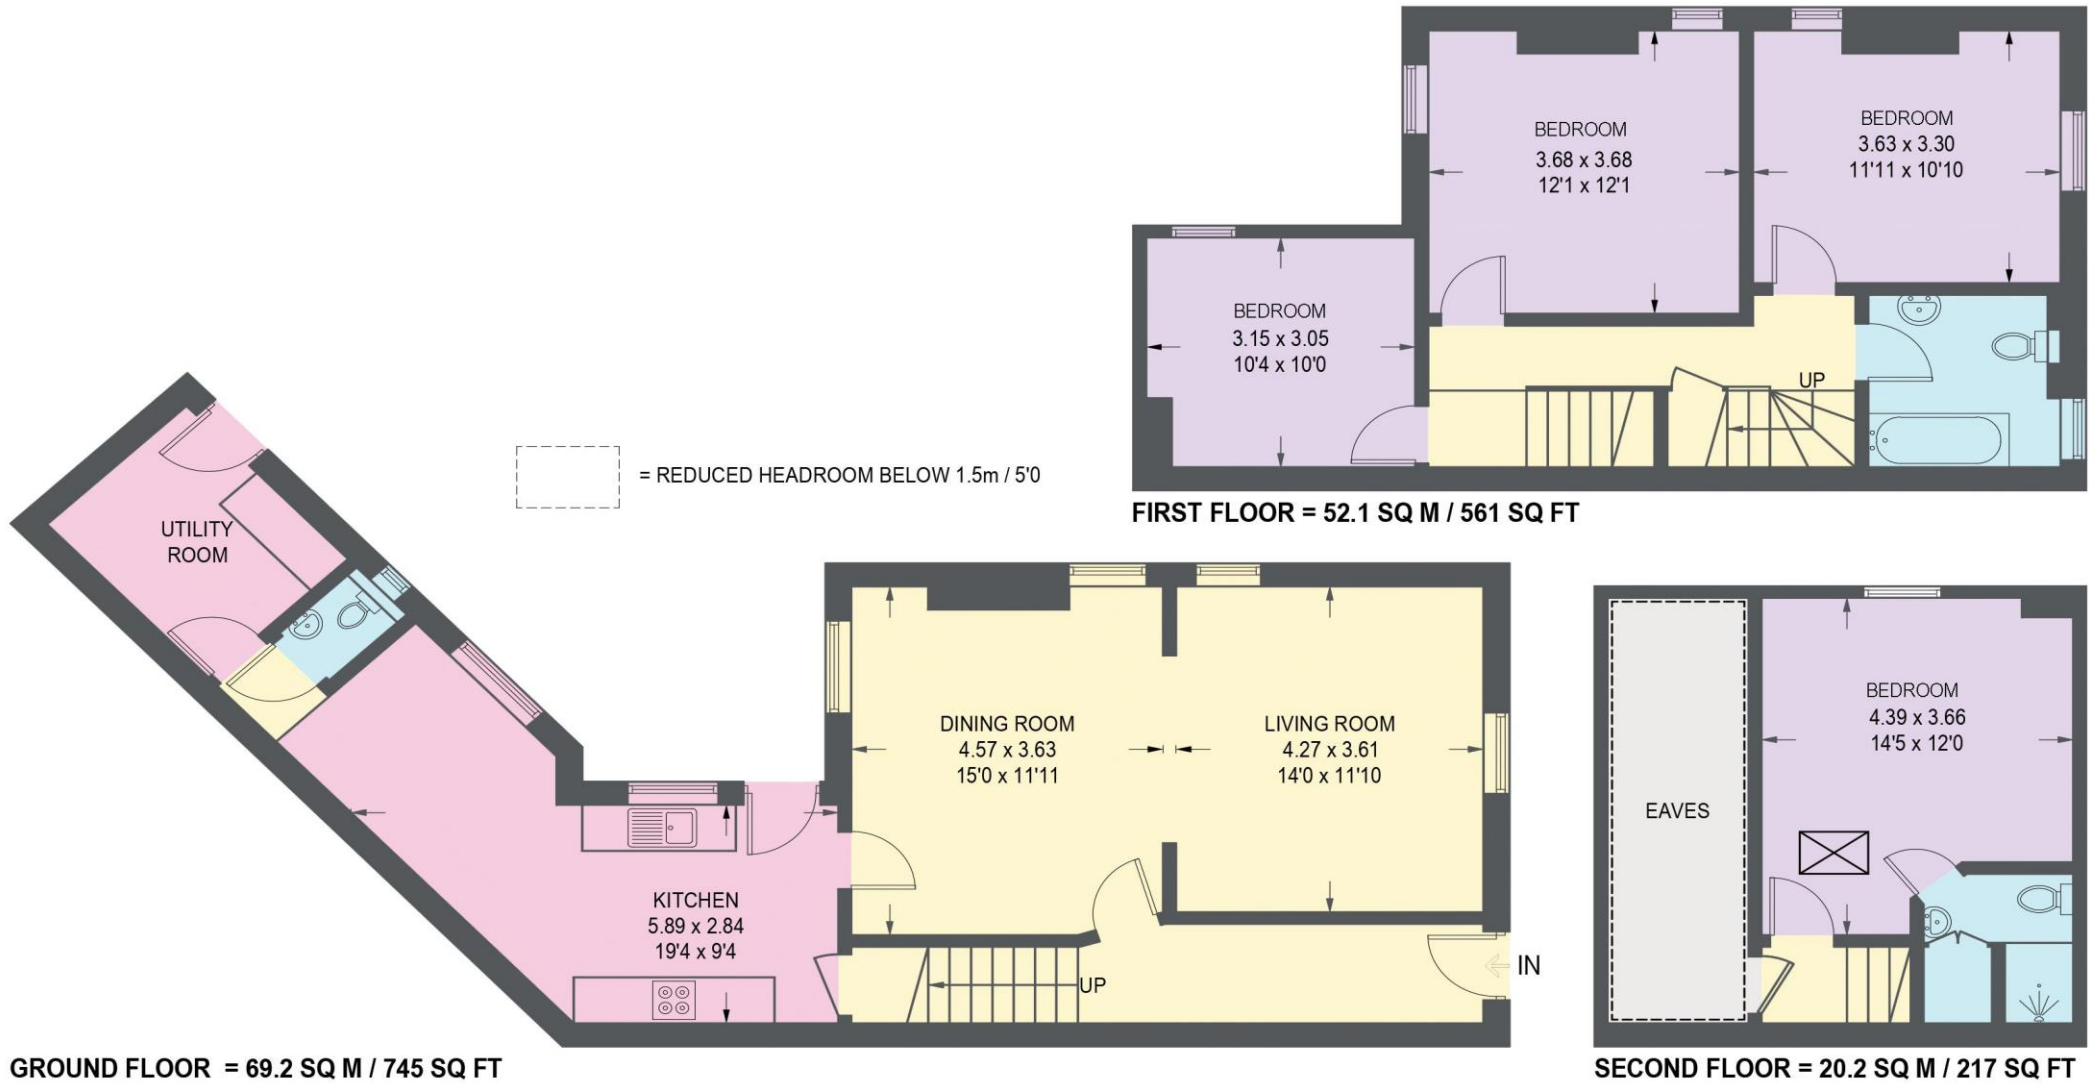 BEDROOM
3.68 x 3.68
12'1 x 12'1
BEDROOM
3.63 x 3.30
11'11 x 10'10
BEDROOM
3.15 x 3.05
10'4 x 10'0
UP
FIRST FLOOR = 52.1 SQ M / 561 SQ FT
= REDUCED HEADROOM BELOW 1.5m / 5'0
UTILITY
ROOM
DINING ROOM
4.57 x 3.63
15'0 x 11'11
LIVING ROOM
4.27 x 3.61
14'0 x 11'10
KITCHEN
5.89 x 2.84
19'4 x 9'4
UP
IN
GROUND FLOOR = 69.2 SQ M / 745 SQ FT
BEDROOM
4.39 x 3.66
14'5 x 12'0
EAVES
SECOND FLOOR = 20.2 SQ M / 217 SQ FT